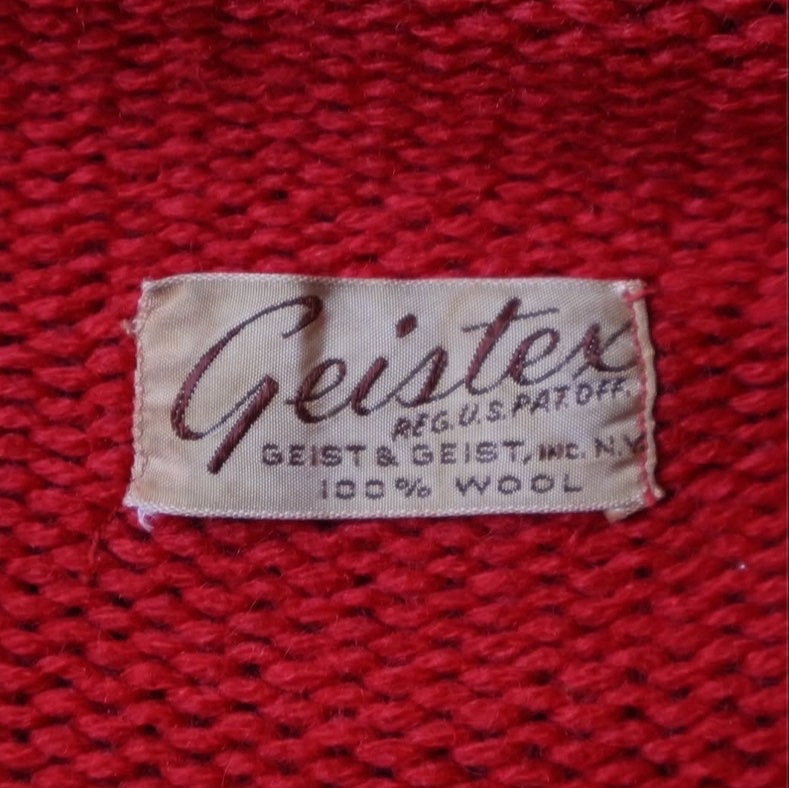 Geistex
REG. U.S. PAT. OFF.
GEIST & GEIST, INC. N.Y.
100% WOOL